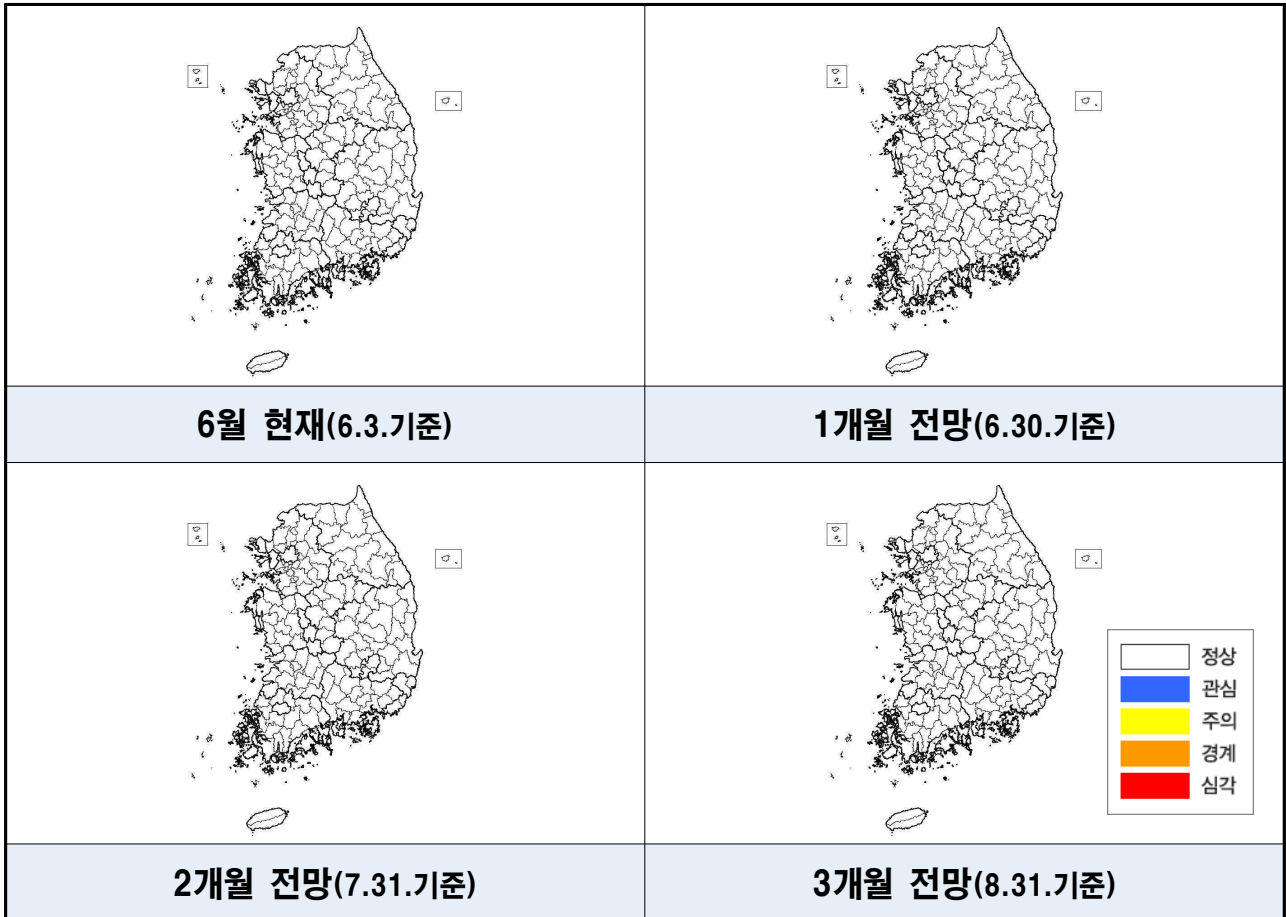 6월 현재(6.3.기준)
1개월 전망(6.30.기준)
정상
관심
주의
경계
심각
2개월 전망(7.31.기준)
3개월 전망(8.31.기준)